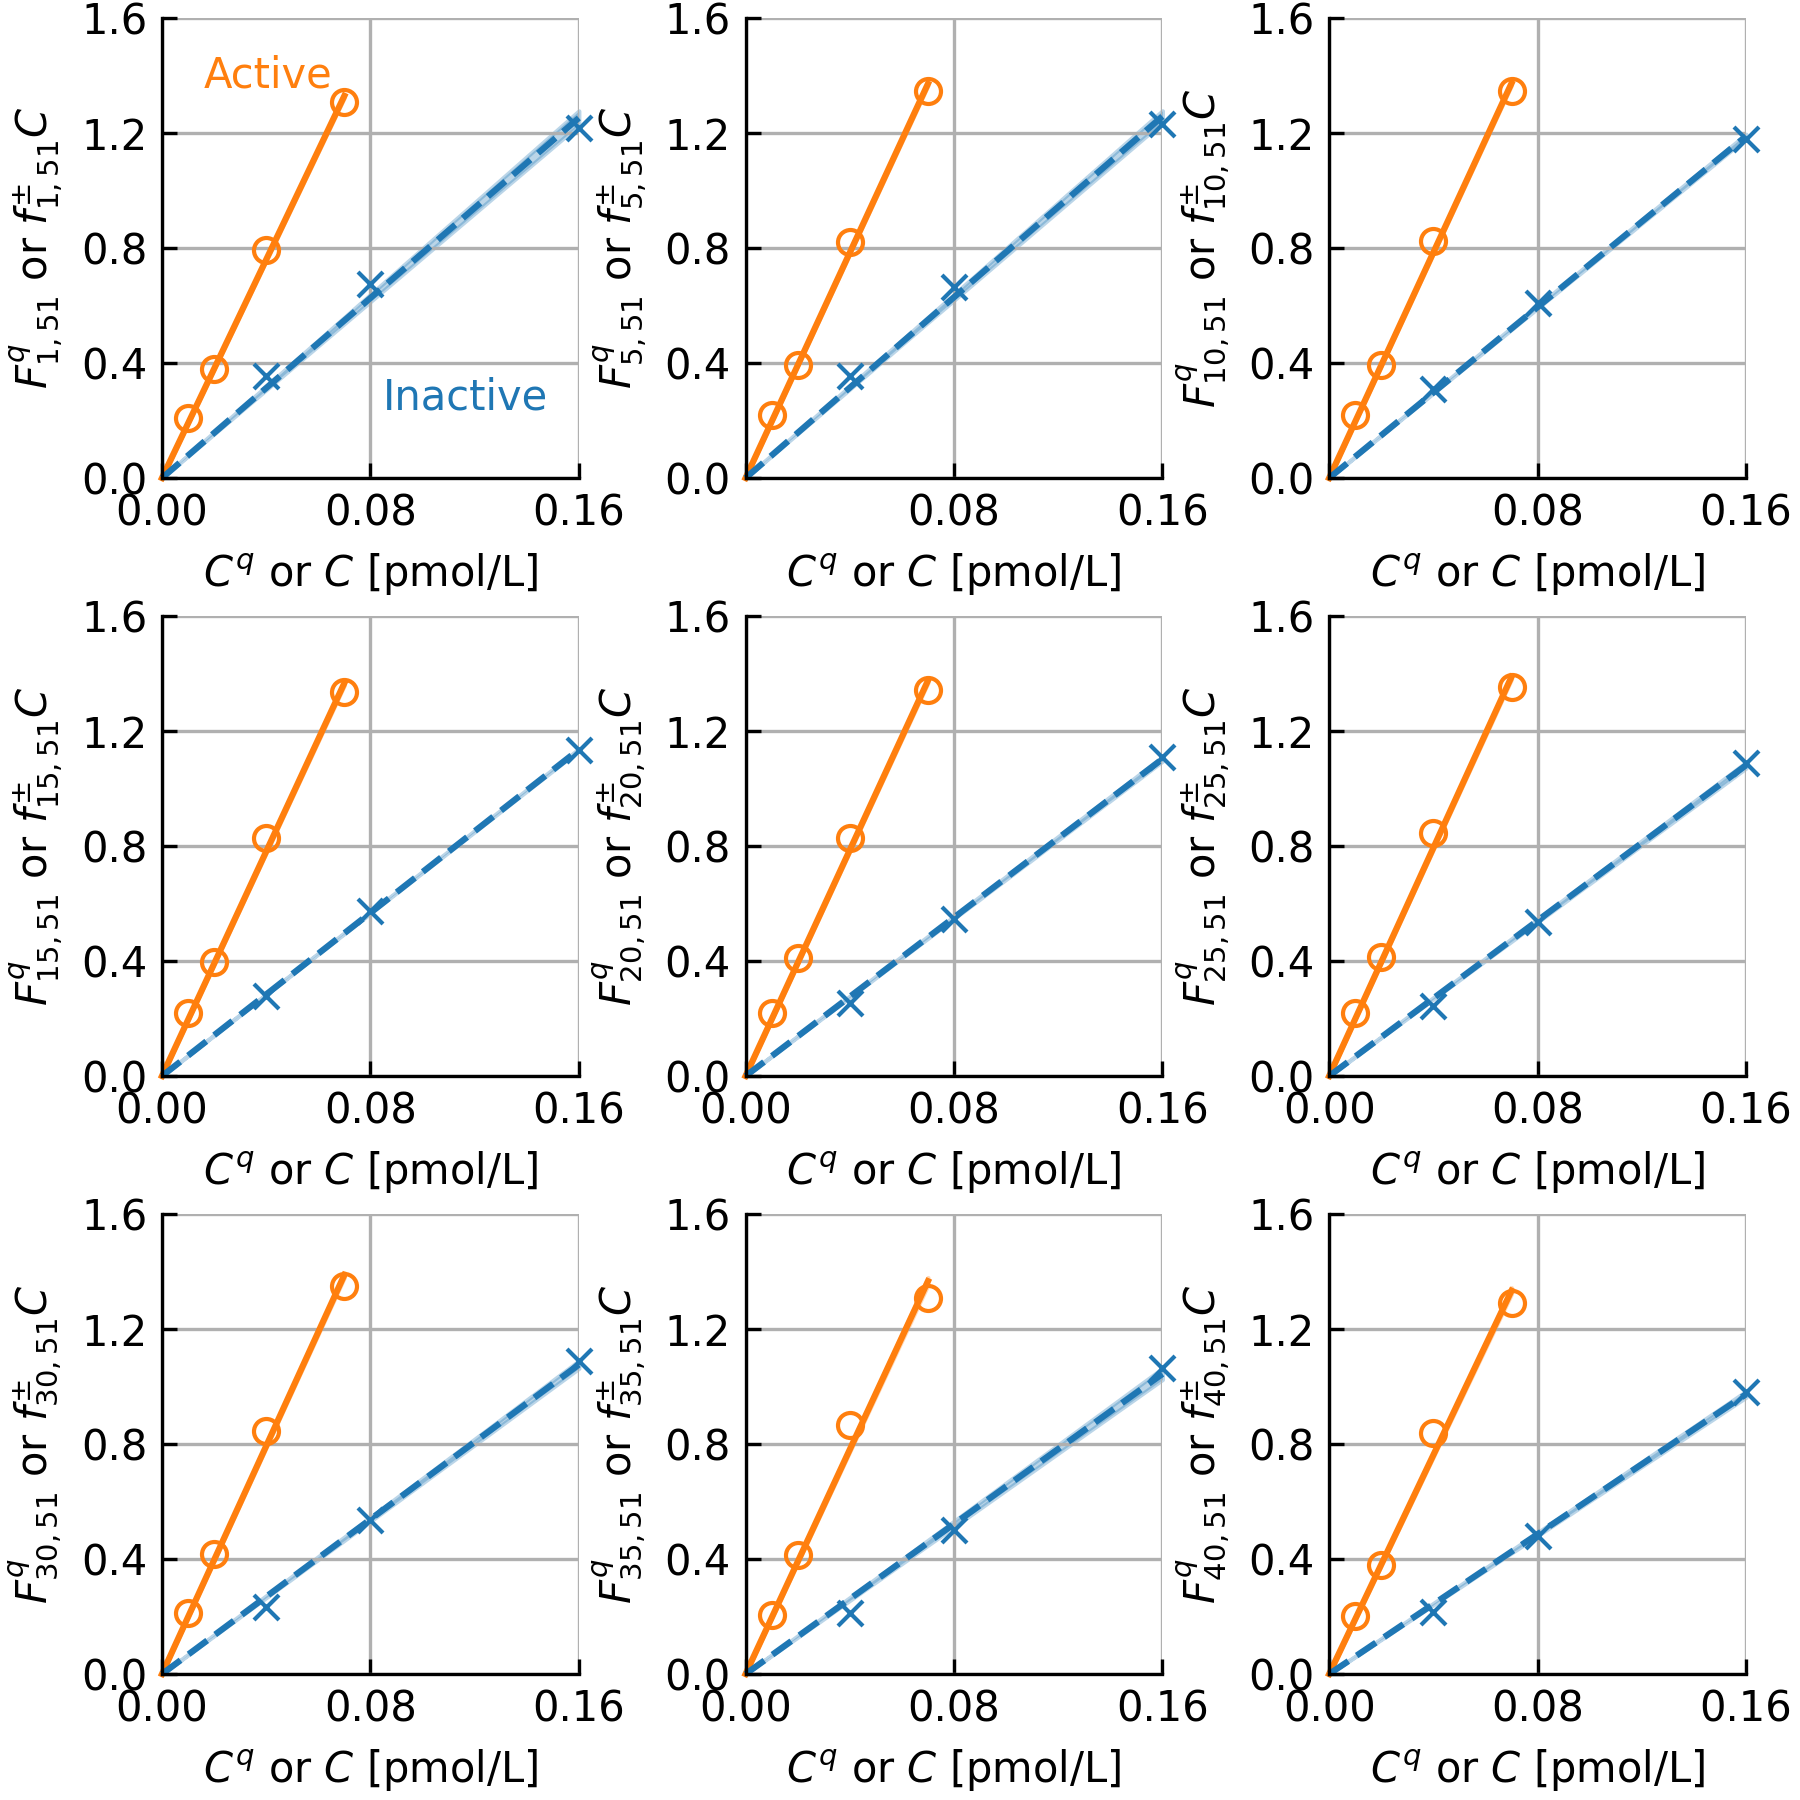 1.6 1.6 1.6
Active
1.2 1.2 1.2
0.8 0.8 0.8
0.4 0.4 0.4
Inactive
0.0 0.0 0.0
0.00 0.08 0.16 0.08 0.16 0.08 0.16
F^q_{1,51} or f^±_{1,51}C
F^q_{5,51} or f^±_{5,51}C
F^q_{10,51} or f^±_{10,51}C
C^q or C [pmol/L] C^q or C [pmol/L] C^q or C [pmol/L]
1.6 1.6 1.6
1.2 1.2 1.2
0.8 0.8 0.8
0.4 0.4 0.4
0.0 0.0 0.0
0.00 0.08 0.16 0.00 0.08 0.16 0.00 0.08 0.16
F^q_{15,51} or f^±_{15,51}C
F^q_{20,51} or f^±_{20,51}C
F^q_{25,51} or f^±_{25,51}C
C^q or C [pmol/L] C^q or C [pmol/L] C^q or C [pmol/L]
1.6 1.6 1.6
1.2 1.2 1.2
0.8 0.8 0.8
0.4 0.4 0.4
0.0 0.0 0.0
0.00 0.08 0.16 0.00 0.08 0.16 0.00 0.08 0.16
F^q_{30,51} or f^±_{30,51}C
F^q_{35,51} or f^±_{35,51}C
F^q_{40,51} or f^±_{40,51}C
C^q or C [pmol/L] C^q or C [pmol/L] C^q or C [pmol/L]